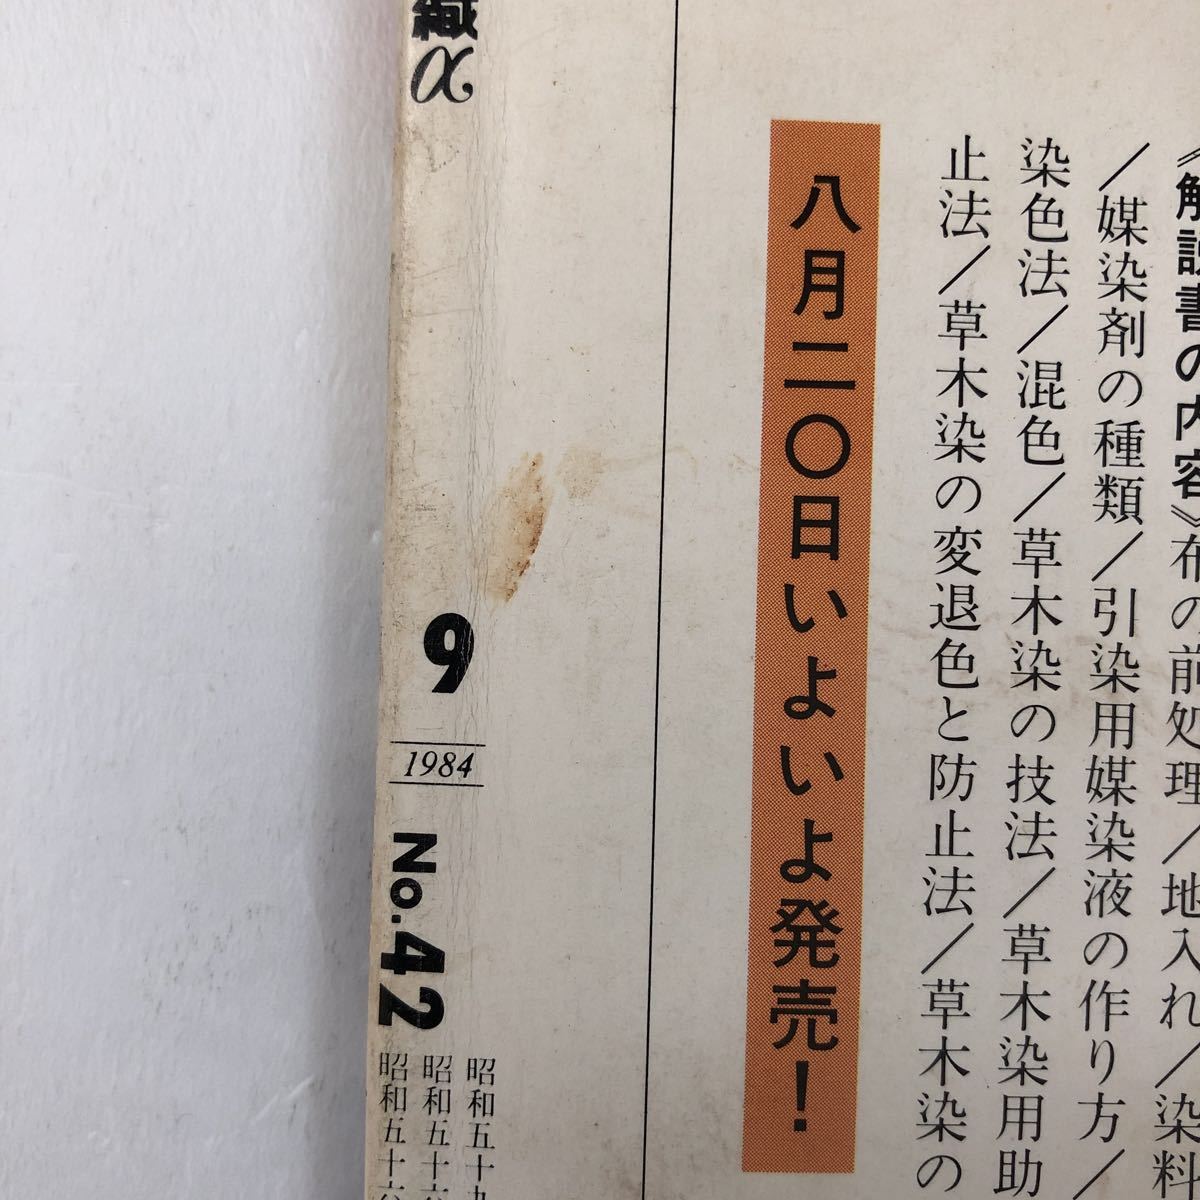 《解説書の内容》布の前処理/地入れ/染料
/媒染剤の種類/引染用媒染液の作り方/
染色法/混色/草木染の技法/草木染用助
止法/草木染の変退色と防止法/草木染の
八月二〇日いよいよ発売!
織α
9
1984
No.42
昭和五十九
昭和五十六
昭和五十六